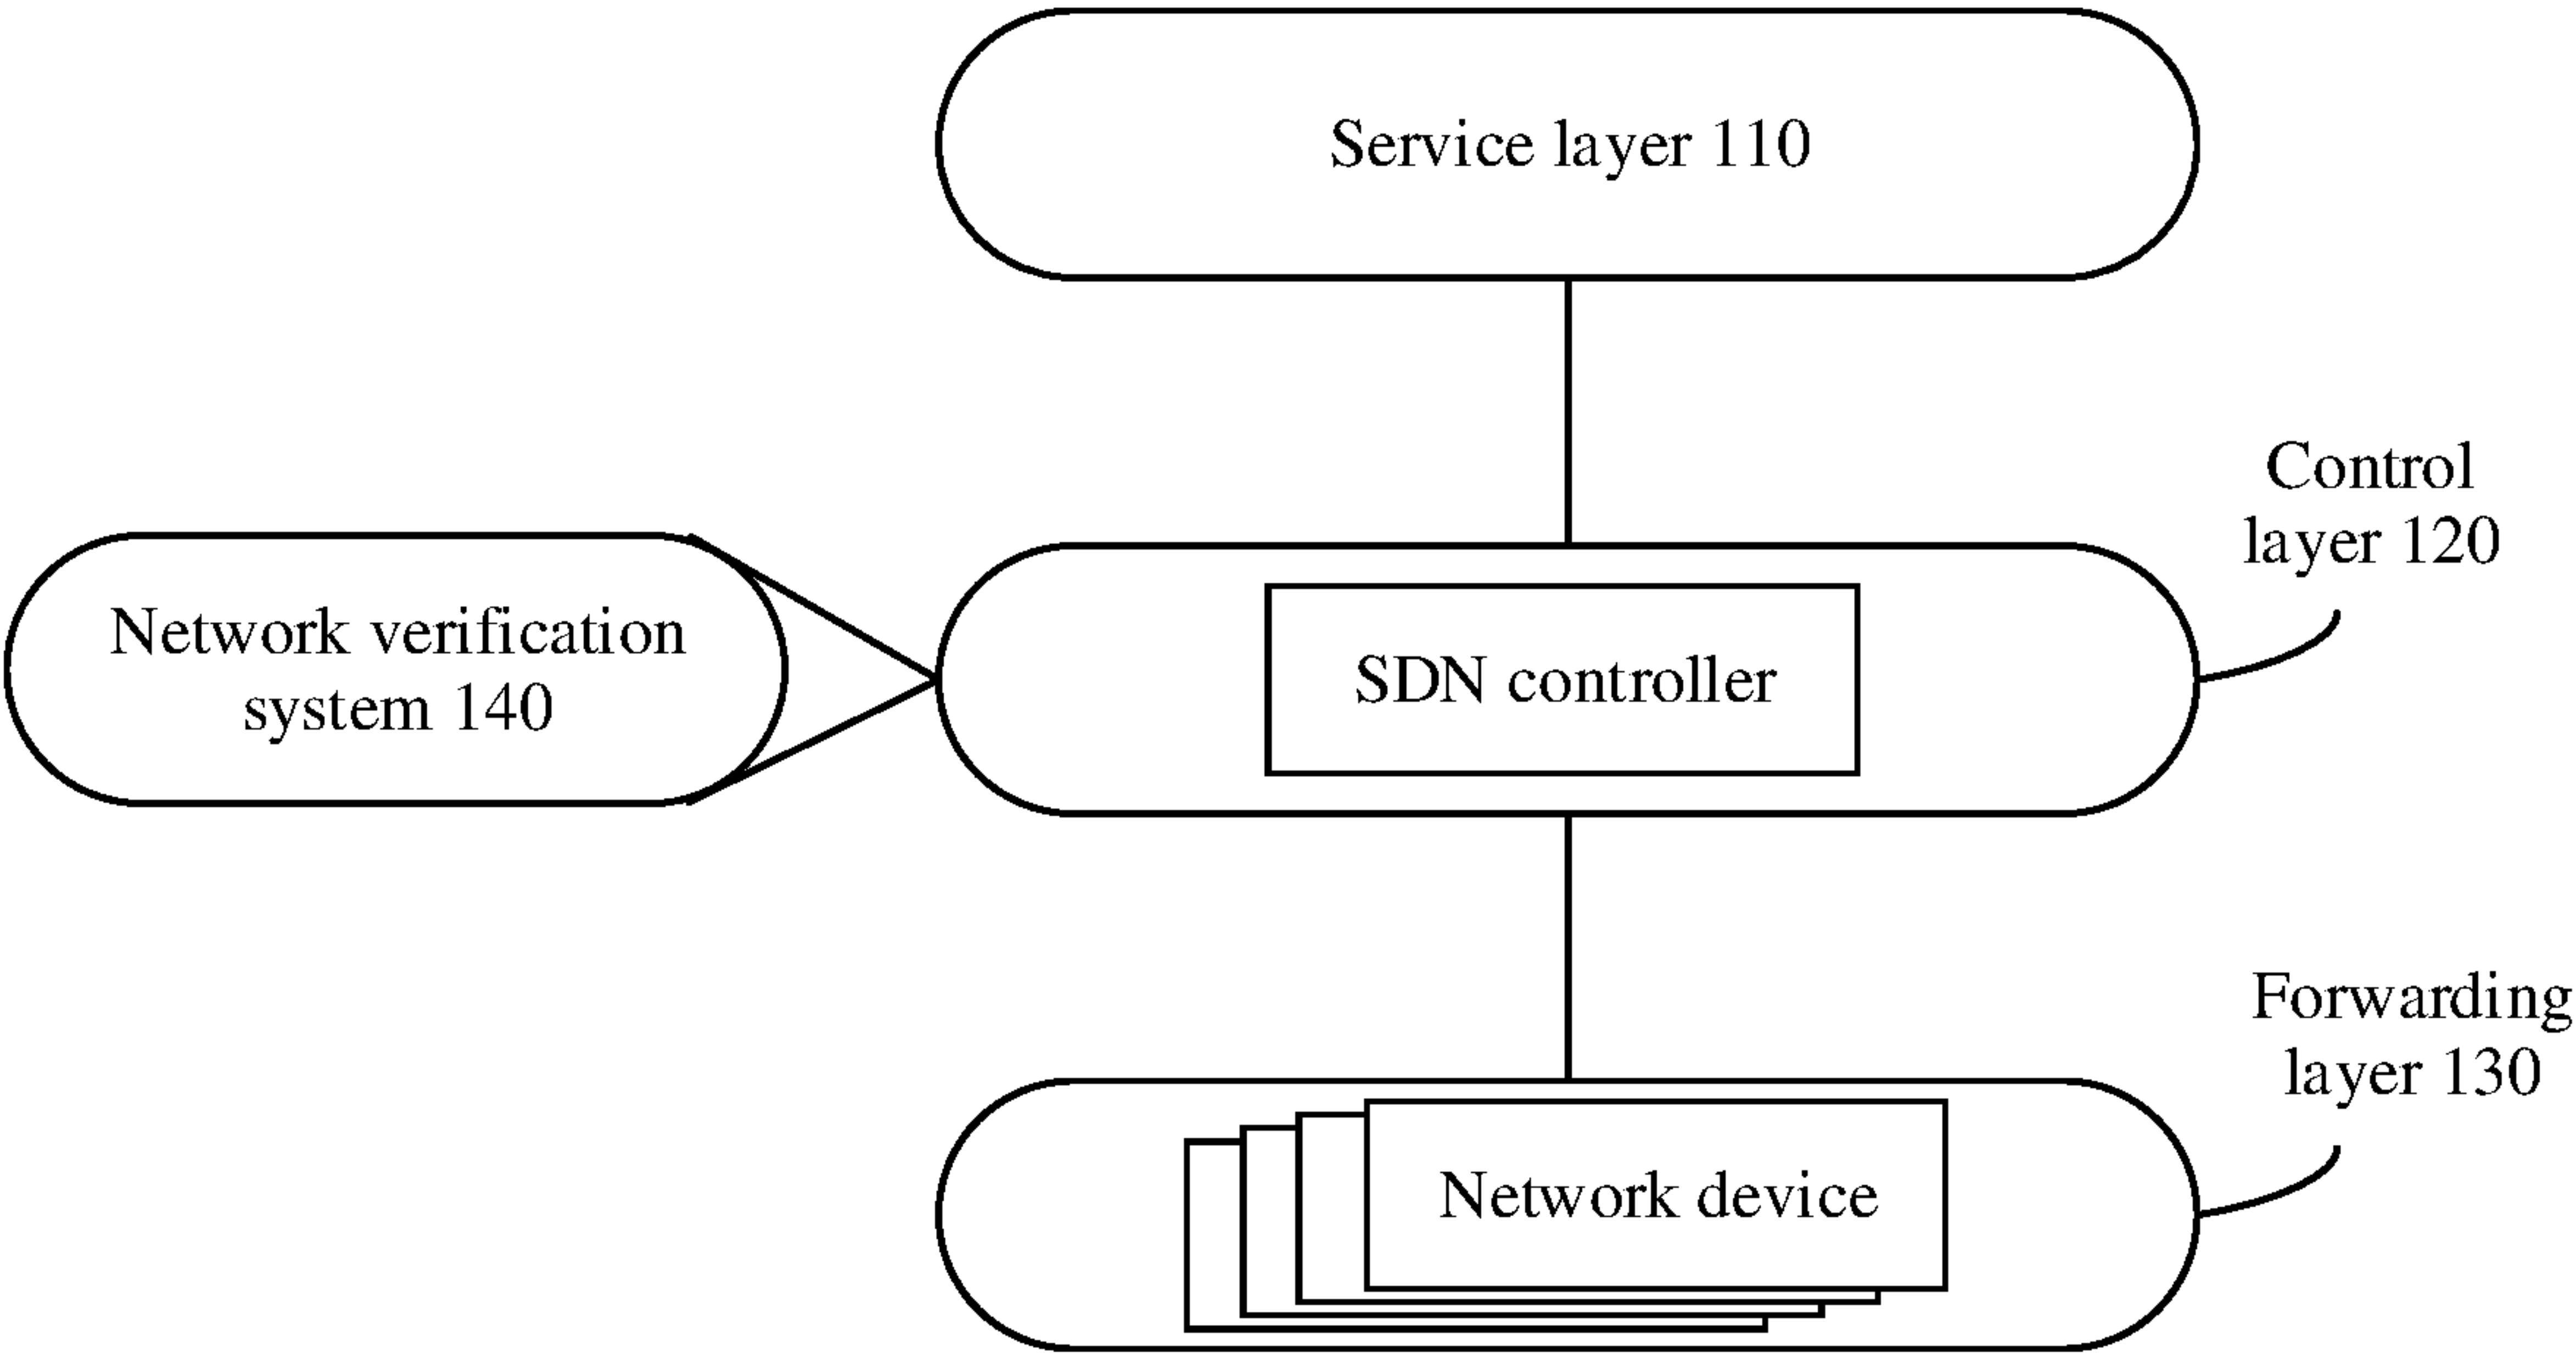 Service layer 110
Control
layer 120
Network verification
system 140
SDN controller
Forwarding
layer 130
Network device